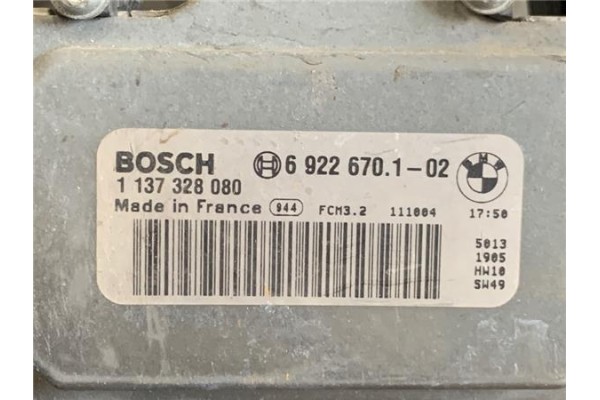 BOSCH 6 922 670.1-02 BMW
1 137 328 080
Made in France 944 FCM3.2 111004 17:50
5013
1905
HW10
SW49